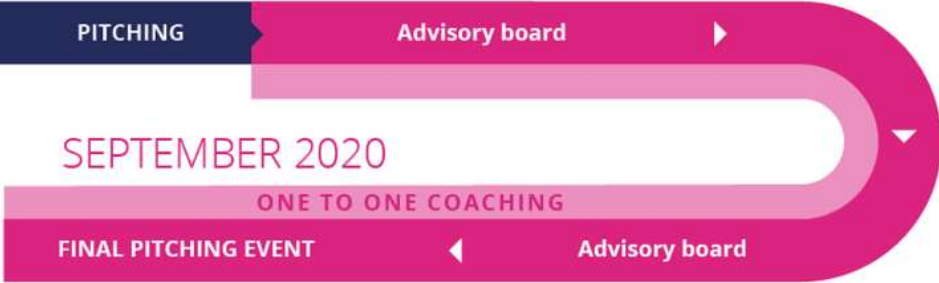 PITCHING
Advisory board
SEPTEMBER 2020
ONE TO ONE COACHING
FINAL PITCHING EVENT
Advisory board